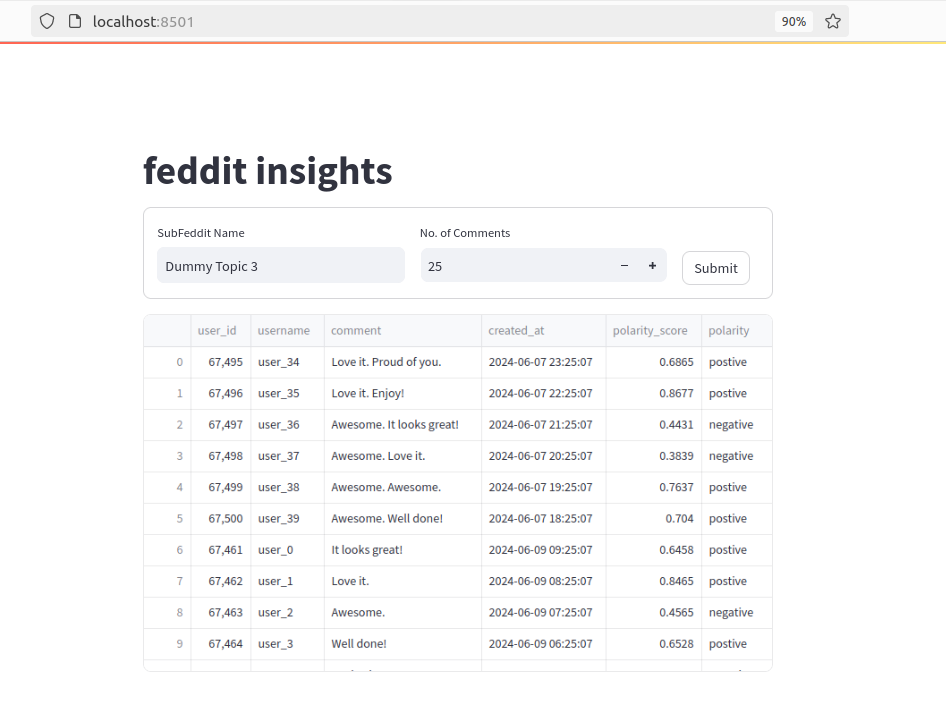 localhost:8501 90%
feddit insights
SubFeddit Name No. of Comments
Dummy Topic 3 25 − + Submit
user_id username comment created_at polarity_score polarity
0 67,495 user_34 Love it. Proud of you. 2024-06-07 23:25:07 0.6865 postive
1 67,496 user_35 Love it. Enjoy! 2024-06-07 22:25:07 0.8677 postive
2 67,497 user_36 Awesome. It looks great! 2024-06-07 21:25:07 0.4431 negative
3 67,498 user_37 Awesome. Love it. 2024-06-07 20:25:07 0.3839 negative
4 67,499 user_38 Awesome. Awesome. 2024-06-07 19:25:07 0.7637 postive
5 67,500 user_39 Awesome. Well done! 2024-06-07 18:25:07 0.704 postive
6 67,461 user_0 It looks great! 2024-06-09 09:25:07 0.6458 postive
7 67,462 user_1 Love it. 2024-06-09 08:25:07 0.8465 postive
8 67,463 user_2 Awesome. 2024-06-09 07:25:07 0.4565 negative
9 67,464 user_3 Well done! 2024-06-09 06:25:07 0.6528 postive